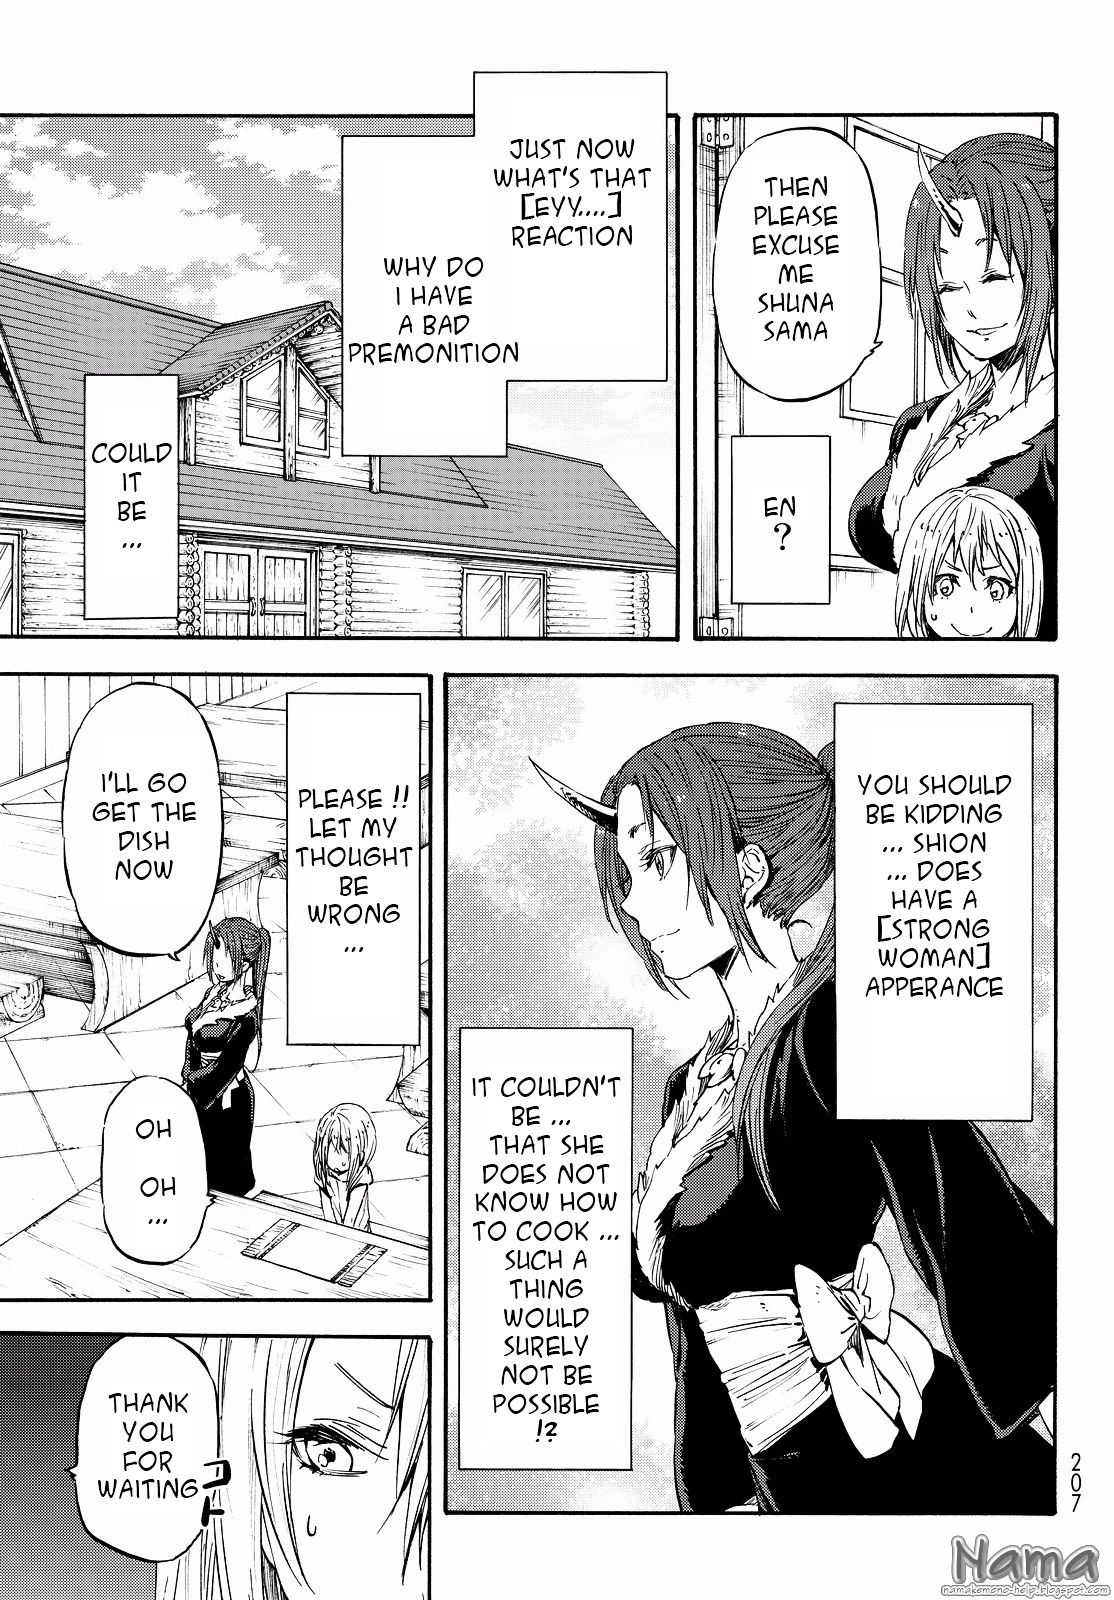 THEN
PLEASE
EXCUSE
ME
SHUNA
SAMA
EN
?
JUST NOW
WHAT'S THAT
[EYY....]
REACTION
WHY DO
I HAVE
A BAD
PREMONITION
COULD
IT
BE
...
YOU SHOULD
BE KIDDING
... SHION
... DOES
HAVE A
[STRONG
WOMAN]
APPERANCE
IT COULDN'T
BE ...
THAT SHE
DOES NOT
KNOW HOW
TO COOK ...
SUCH A
THING
WOULD
SURELY
NOT BE
POSSIBLE
!?
PLEASE !!
LET MY
THOUGHT
BE
WRONG
...
I'LL GO
GET THE
DISH
NOW
OH
OH
...
THANK
YOU
FOR
WAITING
コト
207
Nama
namakemono-help.blogspot.com